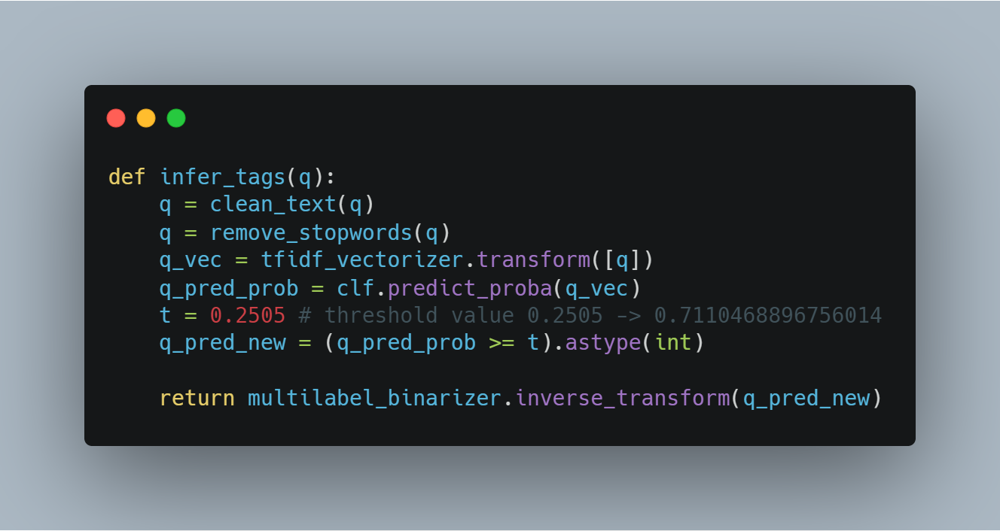 def infer_tags(q):
    q = clean_text(q)
    q = remove_stopwords(q)
    q_vec = tfidf_vectorizer.transform([q])
    q_pred_prob = clf.predict_proba(q_vec)
    t = 0.2505 # threshold value 0.2505 -> 0.7110468896756014
    q_pred_new = (q_pred_prob >= t).astype(int)
    return multilabel_binarizer.inverse_transform(q_pred_new)